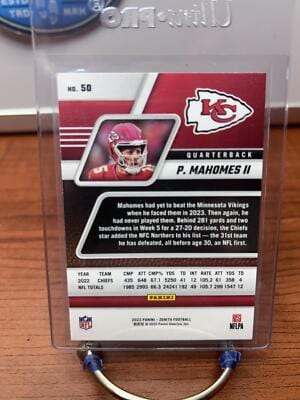 Ultra•PRO
NO. 50
KC
QUARTERBACK
P. MAHOMES II
Mahomes had yet to beat the Minnesota Vikings
when he faced them in 2023. Then again, he
had never played them. Behind 281 yards and two
touchdowns in Week 5 for a 27-20 decision, the Chiefs
star added the NFC Northers to his list — the 31st team
he has defeated, all before age 30, an NFL first.
YEAR TEAM CMP ATT CMP% YDS TD INT RTG ATT YDS TD
2022 CHIEFS 435 648 67.1 5250 41 12 105.2 61 358 4
NFL TOTALS 1985 2993 66.3 24241 192 49 105.7 299 1547 12
PANINI
NFL
NFLPA
2023 PANINI - ZENITH FOOTBALL
© 2023 Panini America, Inc.